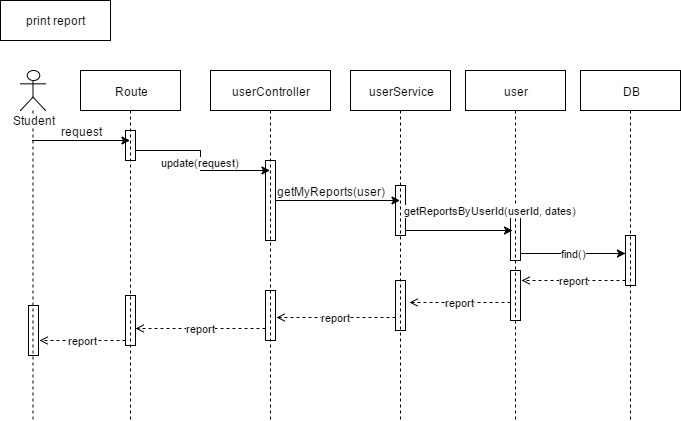 print report
Route
userController
userService
user
DB
Student
request
update(request)
getMyReports(user)
getReportsByUserId(userId, dates)
find()
report
report
report
report
report